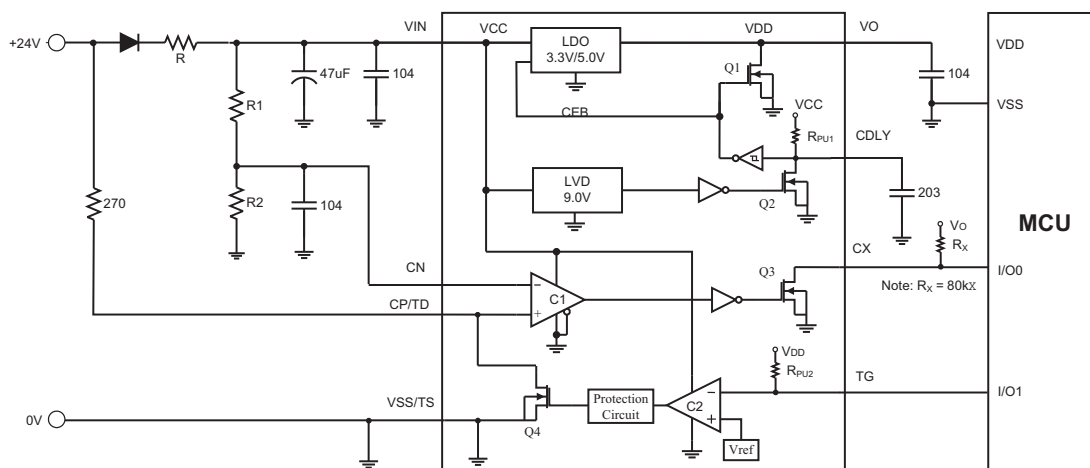 +24V
R
VIN
VCC
LDO
3.3V/5.0V
VDD
VO
VDD
47uF
104
Q1
104
R1
CEB
VCC
VSS
RPU1
CDLY
R2
104
LVD
9.0V
Q2
203
270
MCU
VO
RX
CN
CX
Q3
I/O0
C1
Note: RX = 80kX
CP/TD
VDD
RPU2
TG
I/O1
VSS/TS
Protection
Circuit
C2
0V
Q4
Vref